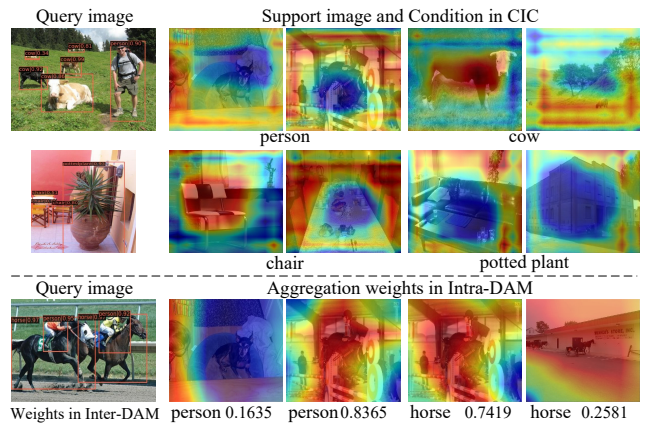 Query image
Support image and Condition in CIC
person
cow
chair
potted plant
Query image
Aggregation weights in Intra-DAM
Weights in Inter-DAM
person 0.1635
person 0.8365
horse 0.7419
horse 0.2581